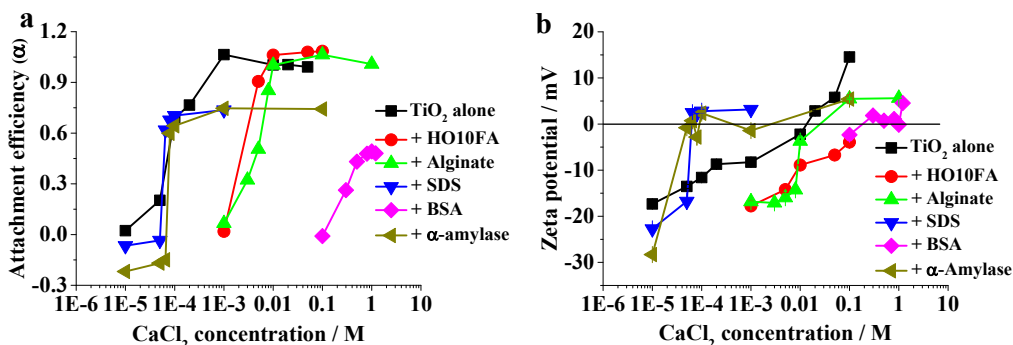 a
Attachment efficiency (α)
1.2
0.9
0.6
0.3
0.0
-0.3
1E-6 1E-5 1E-4 1E-3 0.01 0.1 1 10
CaCl₂ concentration / M
TiO₂ alone
+ HO10FA
+ Alginate
+ SDS
+ BSA
+ α-amylase
b
Zeta potential / mV
20
10
0
-10
-20
-30
1E-6 1E-5 1E-4 1E-3 0.01 0.1 1 10
CaCl₂ concentration / M
TiO₂ alone
+ HO10FA
+ Alginate
+ SDS
+ BSA
+ α-Amylase